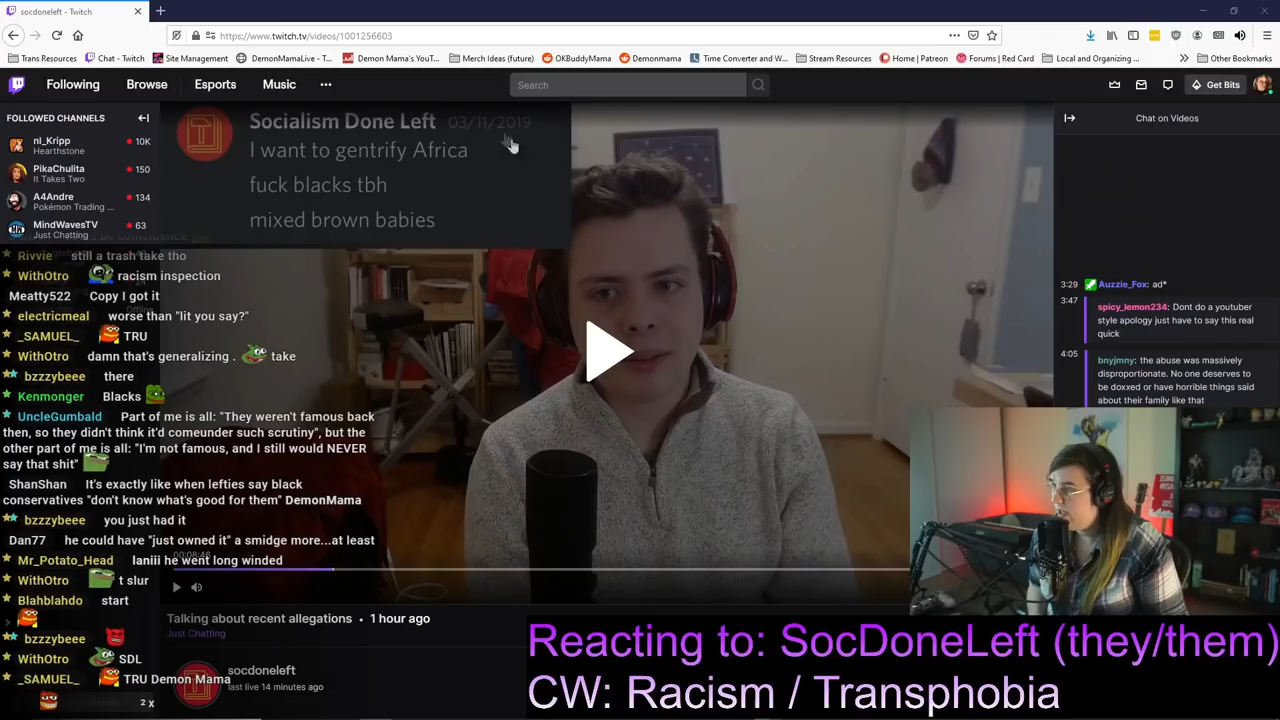 socdoneleft - Twitch
https://www.twitch.tv/videos/1001256603
Trans Resources
Chat - Twitch
Site Management
DemonMamaLive - T...
Demon Mama's YouT...
Merch Ideas (future)
OKBuddyMama
Demonmama
Time Converter and W...
Stream Resources
Home | Patreon
Forums | Red Card
Local and Organizing ...
Other Bookmarks
Following
Browse
Esports
Music
Search
Get Bits
FOLLOWED CHANNELS
nl_Kripp
10K
Hearthstone
PikaChulita
150
It Takes Two
A4Andre
134
Pokémon Trading ...
MindWavesTV
63
Just Chatting
Socialism Done Left 03/11/2019
I want to gentrify Africa
fuck blacks tbh
mixed brown babies
Rivvie still a trash take tho
WithOtro racism inspection
Meatty522 Copy I got it
electricmeal worse than "lit you say?"
_SAMUEL_ TRU
WithOtro damn that's generalizing . take
bzzzybeee there
Kenmonger Blacks
UncleGumbald Part of me is all: "They weren't famous back
then, so they didn't think it'd comeunder such scrutiny", but the
other part of me is all: "I'm not famous, and I still would NEVER
say that shit"
ShanShan It's exactly like when lefties say black
conservatives "don't know what's good for them" DemonMama
bzzzybeee you just had it
Dan77 he could have "just owned it" a smidge more...at least
Mr_Potato_Head laniii he went long winded
WithOtro t slur
Blahblahdo start
bzzzybeee
WithOtro SDL
_SAMUEL_ TRU Demon Mama
2 x
00:08:46
Talking about recent allegations • 1 hour ago
Just Chatting
socdoneleft
last live 14 minutes ago
Chat on Videos
3:29 Auzzie_Fox: ad*
3:47
spicy_lemon234: Dont do a youtuber
style apology just have to say this real
quick
4:05
bnyjmny: the abuse was massively
disproportionate. No one deserves to
be doxxed or have horrible things said
about their family like that
Reacting to: SocDoneLeft (they/them)
CW: Racism / Transphobia